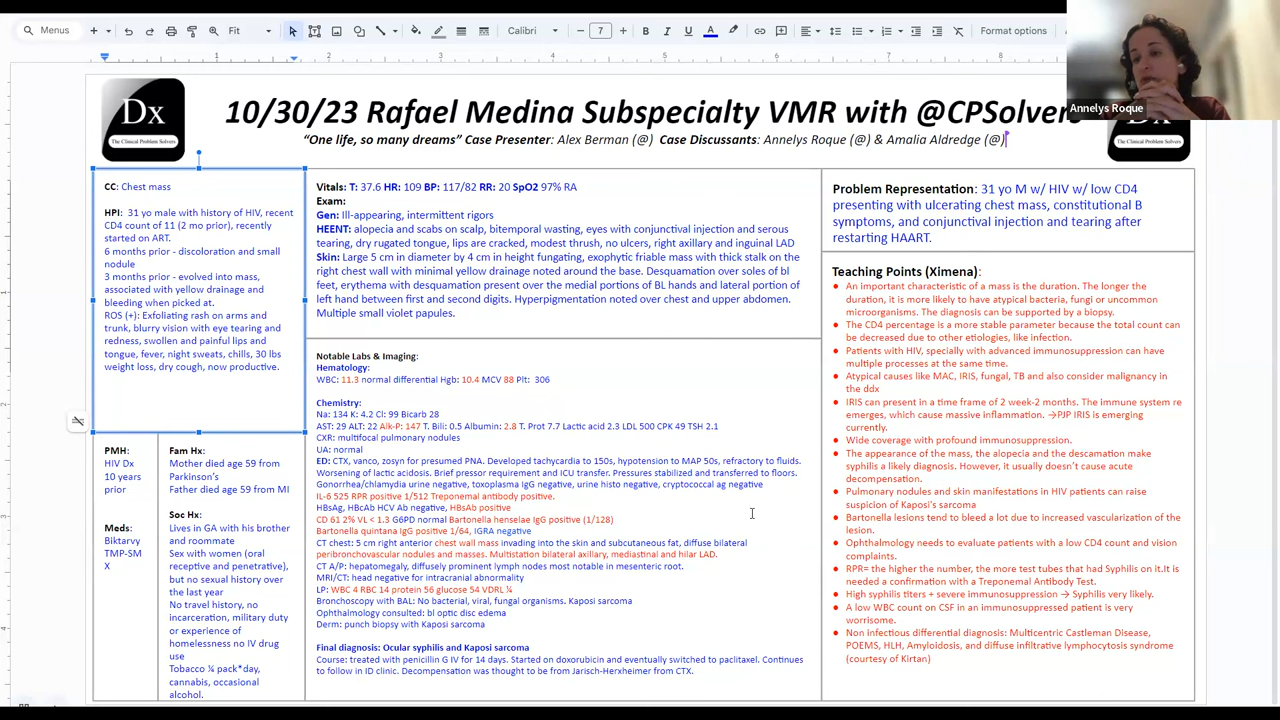 Menus
Fit
Calibri
7
Format options
Annelys Roque
1
2
3
4
5
6
7
8
1
2
3
4
5
Dx
The Clinical Problem Solvers
10/30/23 Rafael Medina Subspecialty VMR with @CPSolvers
“One life, so many dreams” Case Presenter: Alex Berman (@) Case Discussants: Annelys Roque (@) & Amalia Aldredge (@)
The Clinical Problem Solvers
CC: Chest mass
HPI: 31 yo male with history of HIV, recent
CD4 count of 11 (2 mo prior), recently
started on ART.
6 months prior - discoloration and small
nodule
3 months prior - evolved into mass,
associated with yellow drainage and
bleeding when picked at.
ROS (+): Exfoliating rash on arms and
trunk, blurry vision with eye tearing and
redness, swollen and painful lips and
tongue, fever, night sweats, chills, 30 lbs
weight loss, dry cough, now productive.
PMH:
HIV Dx
10 years
prior
Meds:
Biktarvy
TMP-SM
X
Fam Hx:
Mother died age 59 from
Parkinson’s
Father died age 59 from MI
Soc Hx:
Lives in GA with his brother
and roommate
Sex with women (oral
receptive and penetrative),
but no sexual history over
the last year
No travel history, no
incarceration, military duty
or experience of
homelessness no IV drug
use
Tobacco ¼ pack*day,
cannabis, occasional
alcohol.
Vitals: T: 37.6 HR: 109 BP: 117/82 RR: 20 SpO2 97% RA
Exam:
Gen: Ill-appearing, intermittent rigors
HEENT: alopecia and scabs on scalp, bitemporal wasting, eyes with conjunctival injection and serous
tearing, dry rugated tongue, lips are cracked, modest thrush, no ulcers, right axillary and inguinal LAD
Skin: Large 5 cm in diameter by 4 cm in height fungating, exophytic friable mass with thick stalk on the
right chest wall with minimal yellow drainage noted around the base. Desquamation over soles of bl
feet, erythema with desquamation present over the medial portions of BL hands and lateral portion of
left hand between first and second digits. Hyperpigmentation noted over chest and upper abdomen.
Multiple small violet papules.
Notable Labs & Imaging:
Hematology:
WBC: 11.3 normal differential Hgb: 10.4 MCV 88 Plt: 306
Chemistry:
Na: 134 K: 4.2 Cl: 99 Bicarb 28
AST: 29 ALT: 22 Alk-P: 147 T. Bili: 0.5 Albumin: 2.8 T. Prot 7.7 Lactic acid 2.3 LDL 500 CPK 49 TSH 2.1
CXR: multifocal pulmonary nodules
UA: normal
ED: CTX, vanco, zosyn for presumed PNA. Developed tachycardia to 150s, hypotension to MAP 50s, refractory to fluids.
Worsening of lactic acidosis. Brief pressor requirement and ICU transfer. Pressures stabilized and transferred to floors.
Gonorrhea/chlamydia urine negative, toxoplasma IgG negative, urine histo negative, cryptococcal ag negative
IL-6 525 RPR positive 1/512 Treponemal antibody positive.
HBsAg, HBcAb HCV Ab negative, HBsAb positive
CD 61 2% VL < 1.3 G6PD normal Bartonella henselae IgG positive (1/128)
Bartonella quintana IgG positive 1/64, IGRA negative
CT chest: 5 cm right anterior chest wall mass invading into the skin and subcutaneous fat, diffuse bilateral
peribronchovascular nodules and masses. Multistation bilateral axillary, mediastinal and hilar LAD.
CT A/P: hepatomegaly, diffusely prominent lymph nodes most notable in mesenteric root.
MRI/CT: head negative for intracranial abnormality
LP: WBC 4 RBC 14 protein 56 glucose 54 VDRL ¼
Bronchoscopy with BAL: No bacterial, viral, fungal organisms. Kaposi sarcoma
Ophthalmology consulted: bl optic disc edema
Derm: punch biopsy with Kaposi sarcoma
Final diagnosis: Ocular syphilis and Kaposi sarcoma
Course: treated with penicillin G IV for 14 days. Started on doxorubicin and eventually switched to paclitaxel. Continues
to follow in ID clinic. Decompensation was thought to be from Jarisch-Herxheimer from CTX.
Problem Representation: 31 yo M w/ HIV w/ low CD4
presenting with ulcerating chest mass, constitutional B
symptoms, and conjunctival injection and tearing after
restarting HAART.
Teaching Points (Ximena):
● An important characteristic of a mass is the duration. The longer the
duration, it is more likely to have atypical bacteria, fungi or uncommon
microorganisms. The diagnosis can be supported by a biopsy.
● The CD4 percentage is a more stable parameter because the total count can
be decreased due to other etiologies, like infection.
● Patients with HIV, specially with advanced immunosuppression can have
multiple processes at the same time.
● Atypical causes like MAC, IRIS, fungal, TB and also consider malignancy in
the ddx
● IRIS can present in a time frame of 2 week-2 months. The immune system re
emerges, which cause massive inflammation. →PJP IRIS is emerging
currently.
● Wide coverage with profound immunosuppression.
● The appearance of the mass, the alopecia and the descamation make
syphilis a likely diagnosis. However, it usually doesn’t cause acute
decompensation.
● Pulmonary nodules and skin manifestations in HIV patients can raise
suspicion of Kaposi’s sarcoma
● Bartonella lesions tend to bleed a lot due to increased vascularization of the
lesion.
● Ophthalmology needs to evaluate patients with a low CD4 count and vision
complaints.
● RPR= the higher the number, the more test tubes that had Syphilis on it.It is
needed a confirmation with a Treponemal Antibody Test.
● High syphilis titers + severe immunosuppression → Syphilis very likely.
● A low WBC count on CSF in an immunosuppressed patient is very
worrisome.
● Non infectious differential diagnosis: Multicentric Castleman Disease,
POEMS, HLH, Amyloidosis, and diffuse infiltrative lymphocytosis syndrome
(courtesy of Kirtan)